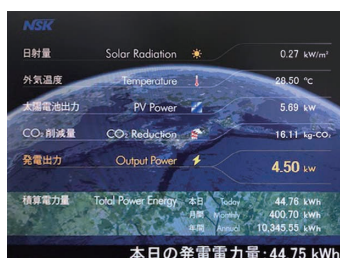 NSK
日射量 Solar Radiation 0.27 kW/m²
外気温度 Temperature 28.50 °C
太陽電池出力 PV Power 5.69 kW
CO₂削減量 CO₂ Reduction 16.11 kg-CO₂
発電出力 Output Power 4.50 kW
積算電力量 Total Power Energy 本日 Today 44.76 kWh
月間 Monthly 400.70 kWh
年間 Annual 10,345.55 kWh
本日の発電電力量:44.75 kWh